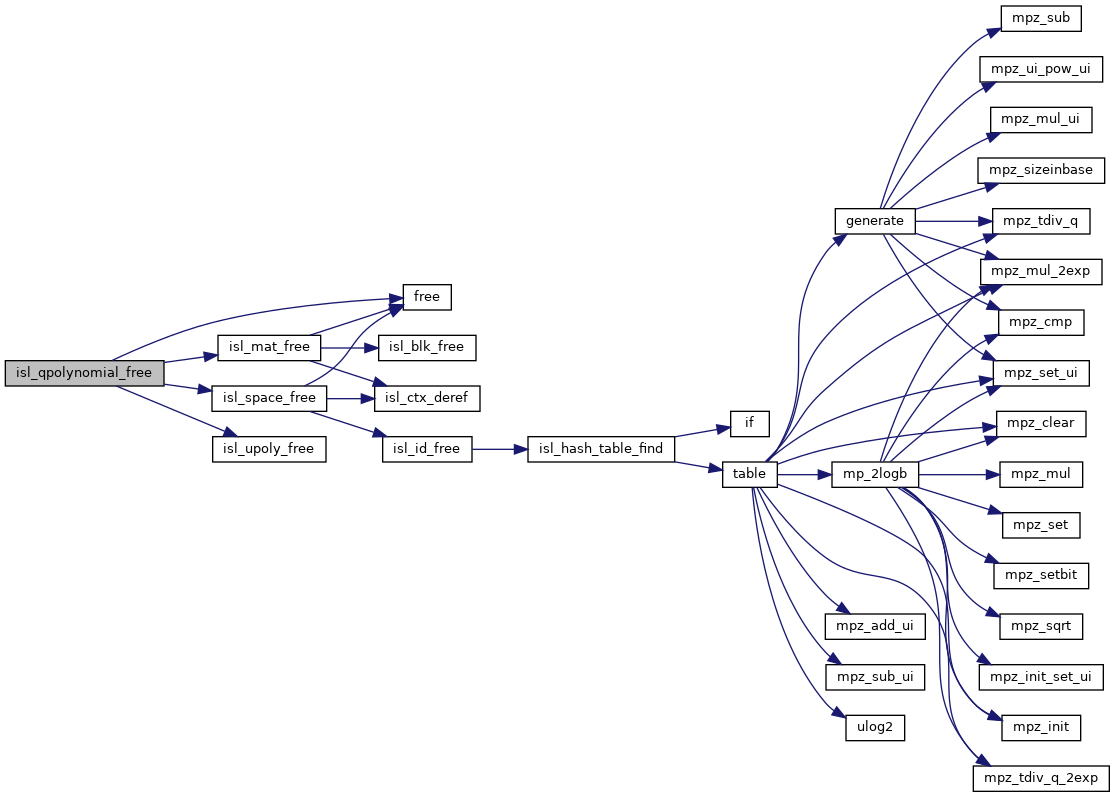 mpz_sub
mpz_ui_pow_ui
mpz_mul_ui
mpz_sizeinbase
generate
mpz_tdiv_q
mpz_mul_2exp
free
mpz_cmp
isl_mat_free
isl_blk_free
isl_qpolynomial_free
mpz_set_ui
isl_space_free
isl_ctx_deref
if
mpz_clear
isl_upoly_free
isl_id_free
isl_hash_table_find
table
mp_2logb
mpz_mul
mpz_set
mpz_setbit
mpz_add_ui
mpz_sqrt
mpz_sub_ui
mpz_init_set_ui
ulog2
mpz_init
mpz_tdiv_q_2exp